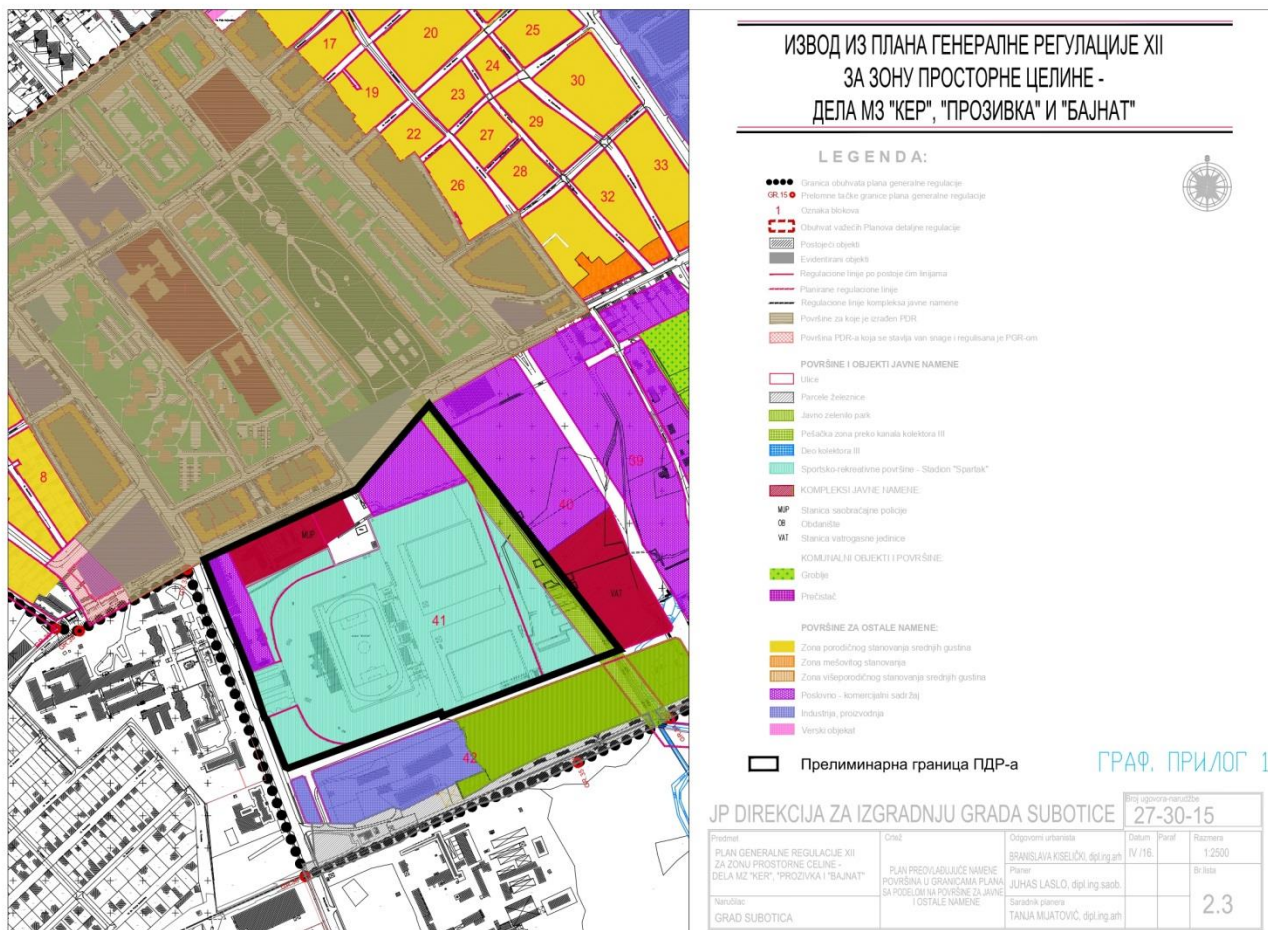 ИЗВОД ИЗ ПЛАНА ГЕНЕРАЛНЕ РЕГУЛАЦИЈЕ XII
ЗА ЗОНУ ПРОСТОРНЕ ЦЕЛИНЕ -
ДЕЛА МЗ "КЕР", "ПРОЗИВКА" И "БАЈНАТ"
LEGENDA:
Granica obuhvata plana generalne regulacije
GR.15 Prelomne tačke granice plana generalne regulacije
1 Oznaka blokova
Obuhvat važećih Planova detaljne regulacije
Postojeći objekti
Evidentirani objekti
Regulacione linije po postojećim linijama
Planirane regulacione linije
Regulacione linije kompleksa javne namene
Površine za koje je izrađen PDR
Površina PDR-a koja se stavlja van snage i regulisana je PGR-om
POVRŠINE I OBJEKTI JAVNE NAMENE
Ulice
Parcele železnice
Javno zelenilo park
Pešačka zona preko kanala kolektora III
Deo kolektora III
Sportsko-rekreativne površine - Stadion "Spartak"
KOMPLEKSI JAVNE NAMENE:
MUP Stanica saobraćajne policije
OB Obdanište
VAT Stanica vatrogasne jedinice
KOMUNALNI OBJEKTI I POVRŠINE:
Groblje
Prečistač
POVRŠINE ZA OSTALE NAMENE:
Zona porodičnog stanovanja srednjih gustina
Zona mešovitog stanovanja
Zona višeporodičnog stanovanja srednjih gustina
Poslovno - komercijalni sadržaj
Industrija, proizvodnja
Verski objekat
Прелиминарна граница ПДР-а
ГРАФ. ПРИЛОГ 1
JP DIREKCIJA ZA IZGRADNJU GRADA SUBOTICE
Broj ugovora-narudžbe
27-30-15
Predmet
PLAN GENERALNE REGULACIJE XII
ZA ZONU PROSTORNE CELINE -
DELA MZ "KER", "PROZIVKA I "BAJNAT"
Naručilac
GRAD SUBOTICA
Crtež
PLAN PREOVLAĐUJUĆE NAMENE
POVRŠINA U GRANICAMA PLANA
SA PODELOM NA POVRŠINE ZA JAVNE
I OSTALE NAMENE
Odgovorni urbanista
BRANISLAVA KISELIČKI, dipl.ing.arh
Planer
JUHAS LASLO, dipl.ing.saob.
Saradnik planera
TANJA MIJATOVIĆ, dipl.ing.arh
Datum
IV /16.
Paraf
Razmera
1:2500
Br.lista
2.3
17
20
25
24
30
19
23
22
27
29
26
28
33
32
8
39
40
MUP
41
VAT
42